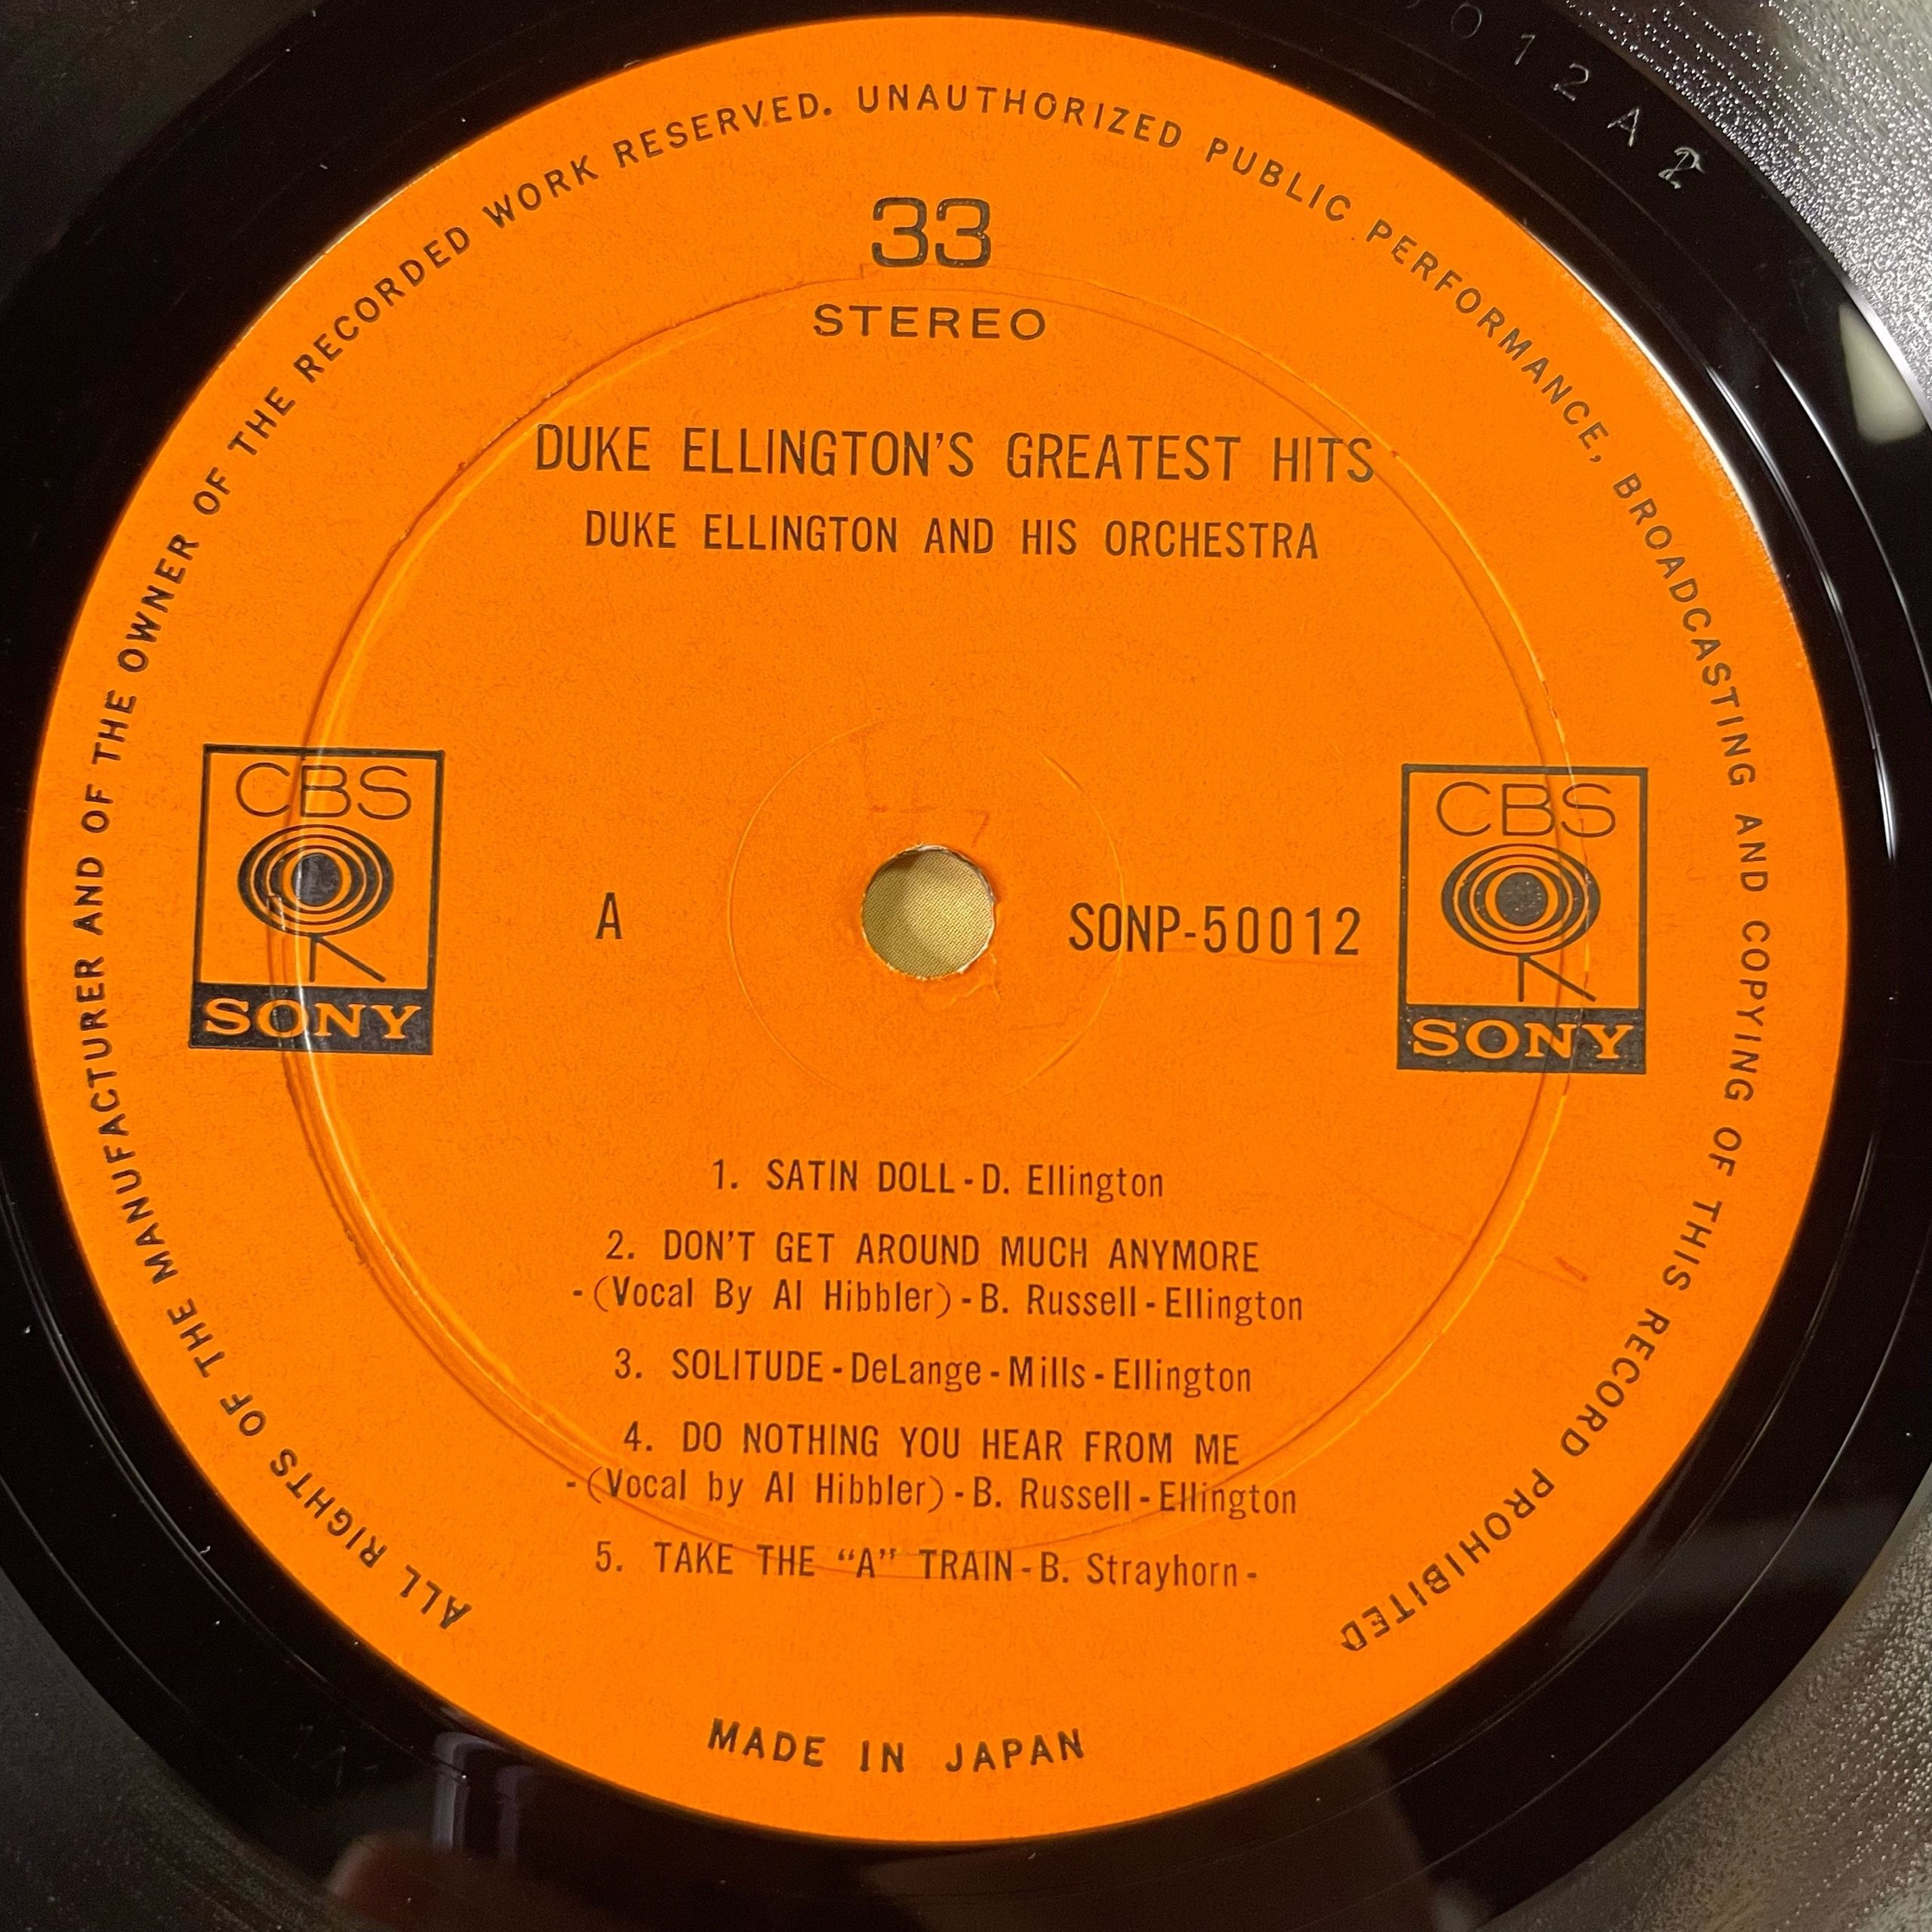 ALL RIGHTS OF THE MANUFACTURER AND OF THE OWNER OF THE RECORDED WORK RESERVED. UNAUTHORIZED PUBLIC PERFORMANCE, BROADCASTING AND COPYING OF THIS RECORD PROHIBITED
012A2
33
STEREO
DUKE ELLINGTON'S GREATEST HITS
DUKE ELLINGTON AND HIS ORCHESTRA
CBS
SONY
A
SONP-50012
CBS
SONY
1. SATIN DOLL-D. Ellington
2. DON'T GET AROUND MUCH ANYMORE
-(Vocal By Al Hibbler)-B. Russell-Ellington
3. SOLITUDE-DeLange-Mills-Ellington
4. DO NOTHING YOU HEAR FROM ME
-(Vocal by Al Hibbler)-B. Russell-Ellington
5. TAKE THE “A” TRAIN-B. Strayhorn-
MADE IN JAPAN